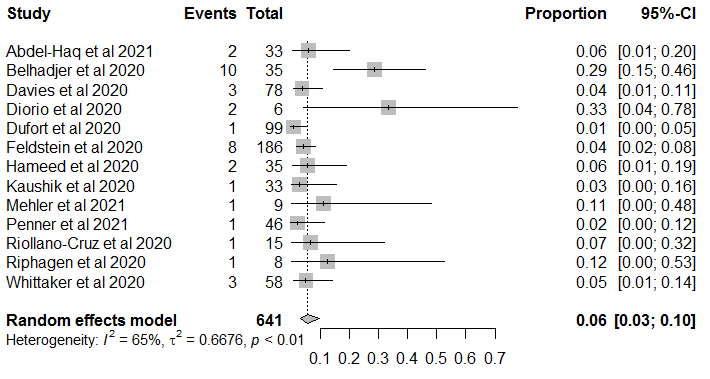 Study Events Total Proportion 95%-CI
Abdel-Haq et al 2021 2 33 0.06 [0.01; 0.20]
Belhadjer et al 2020 10 35 0.29 [0.15; 0.46]
Davies et al 2020 3 78 0.04 [0.01; 0.11]
Diorio et al 2020 2 6 0.33 [0.04; 0.78]
Dufort et al 2020 1 99 0.01 [0.00; 0.05]
Feldstein et al 2020 8 186 0.04 [0.02; 0.08]
Hameed et al 2020 2 35 0.06 [0.01; 0.19]
Kaushik et al 2020 1 33 0.03 [0.00; 0.16]
Mehler et al 2021 1 9 0.11 [0.00; 0.48]
Penner et al 2021 1 46 0.02 [0.00; 0.12]
Riollano-Cruz et al 2020 1 15 0.07 [0.00; 0.32]
Riphagen et al 2020 1 8 0.12 [0.00; 0.53]
Whittaker et al 2020 3 58 0.05 [0.01; 0.14]
Random effects model 641 0.06 [0.03; 0.10]
Heterogeneity: I² = 65%, τ² = 0.6676, p < 0.01
0.1 0.2 0.3 0.4 0.5 0.6 0.7